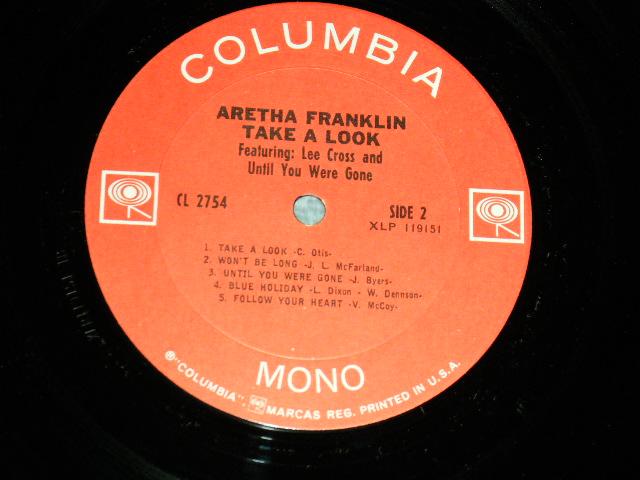 COLUMBIA
ARETHA FRANKLIN
TAKE A LOOK
Featuring: Lee Cross and
Until You Were Gone
CL 2754
SIDE 2
XLP 119151
1. TAKE A LOOK -C. Otis-
2. WON'T BE LONG -J. L. McFarland-
3. UNTIL YOU WERE GONE -J. Byers-
4. BLUE HOLIDAY -L. Dixon - W. Dennson-
5. FOLLOW YOUR HEART -V. McCoy-
MONO
®"COLUMBIA", MARCAS REG. PRINTED IN U.S.A.